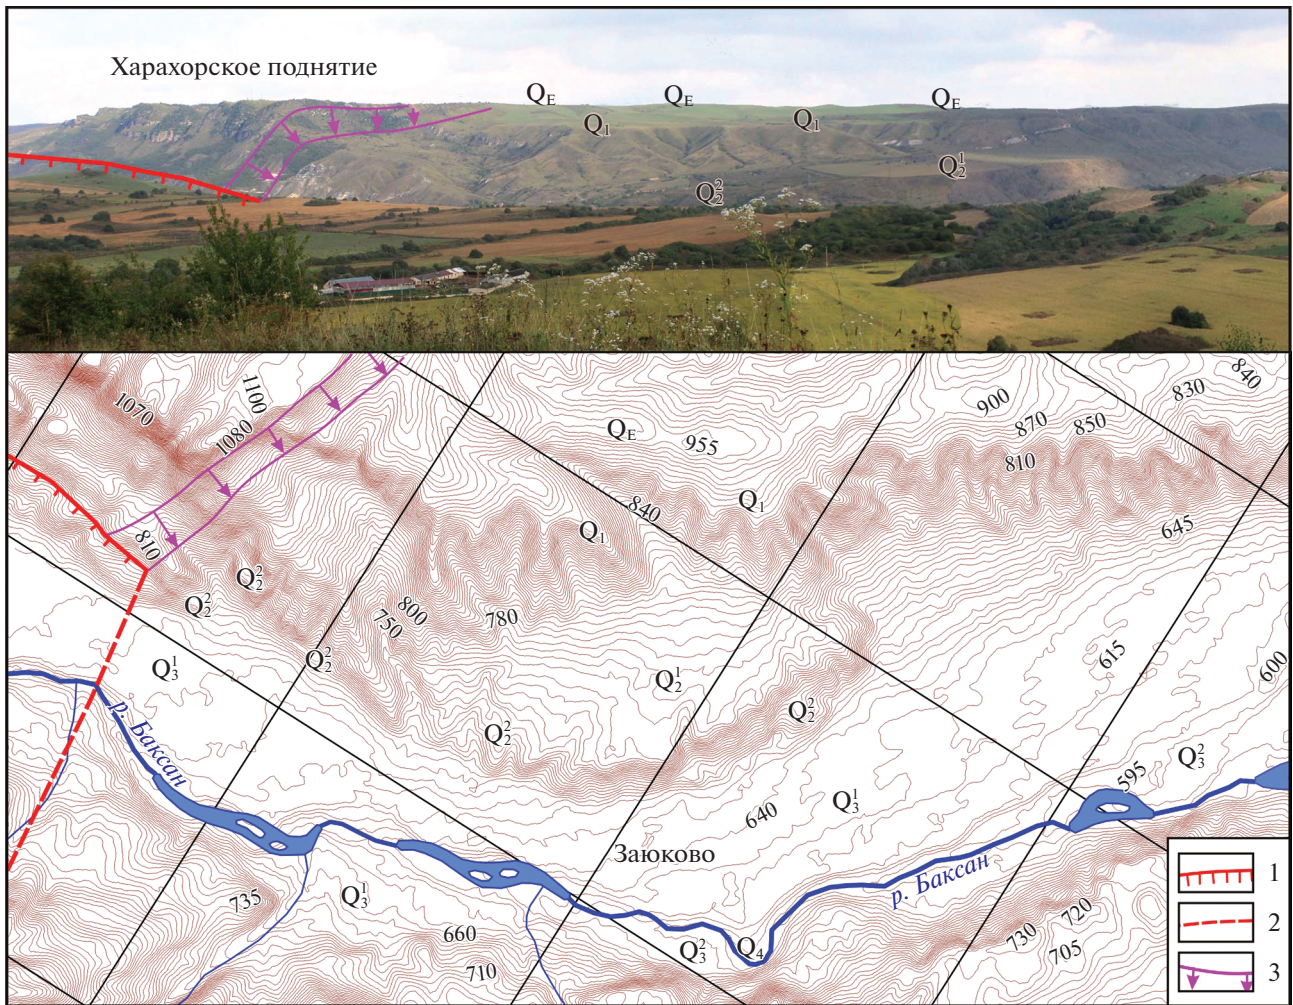 Харахорское поднятие
Q_E Q_E Q_E
Q_1 Q_1
Q_2^1
Q_2^2
1070
1100
1080
810
Q_E
955
900
870
850
830
840
810
840
Q_1
Q_1
645
Q_2^2
Q_2^2
800
750
780
Q_2^2
Q_3^1
Q_2^1
615
600
Q_2^2
Q_2^2
р. Баксан
Q_3^2
595
640
Q_3^1
Заюково
р. Баксан
735
Q_3^1
660
710
Q_3^2
Q_4
730
720
705
1
2
3